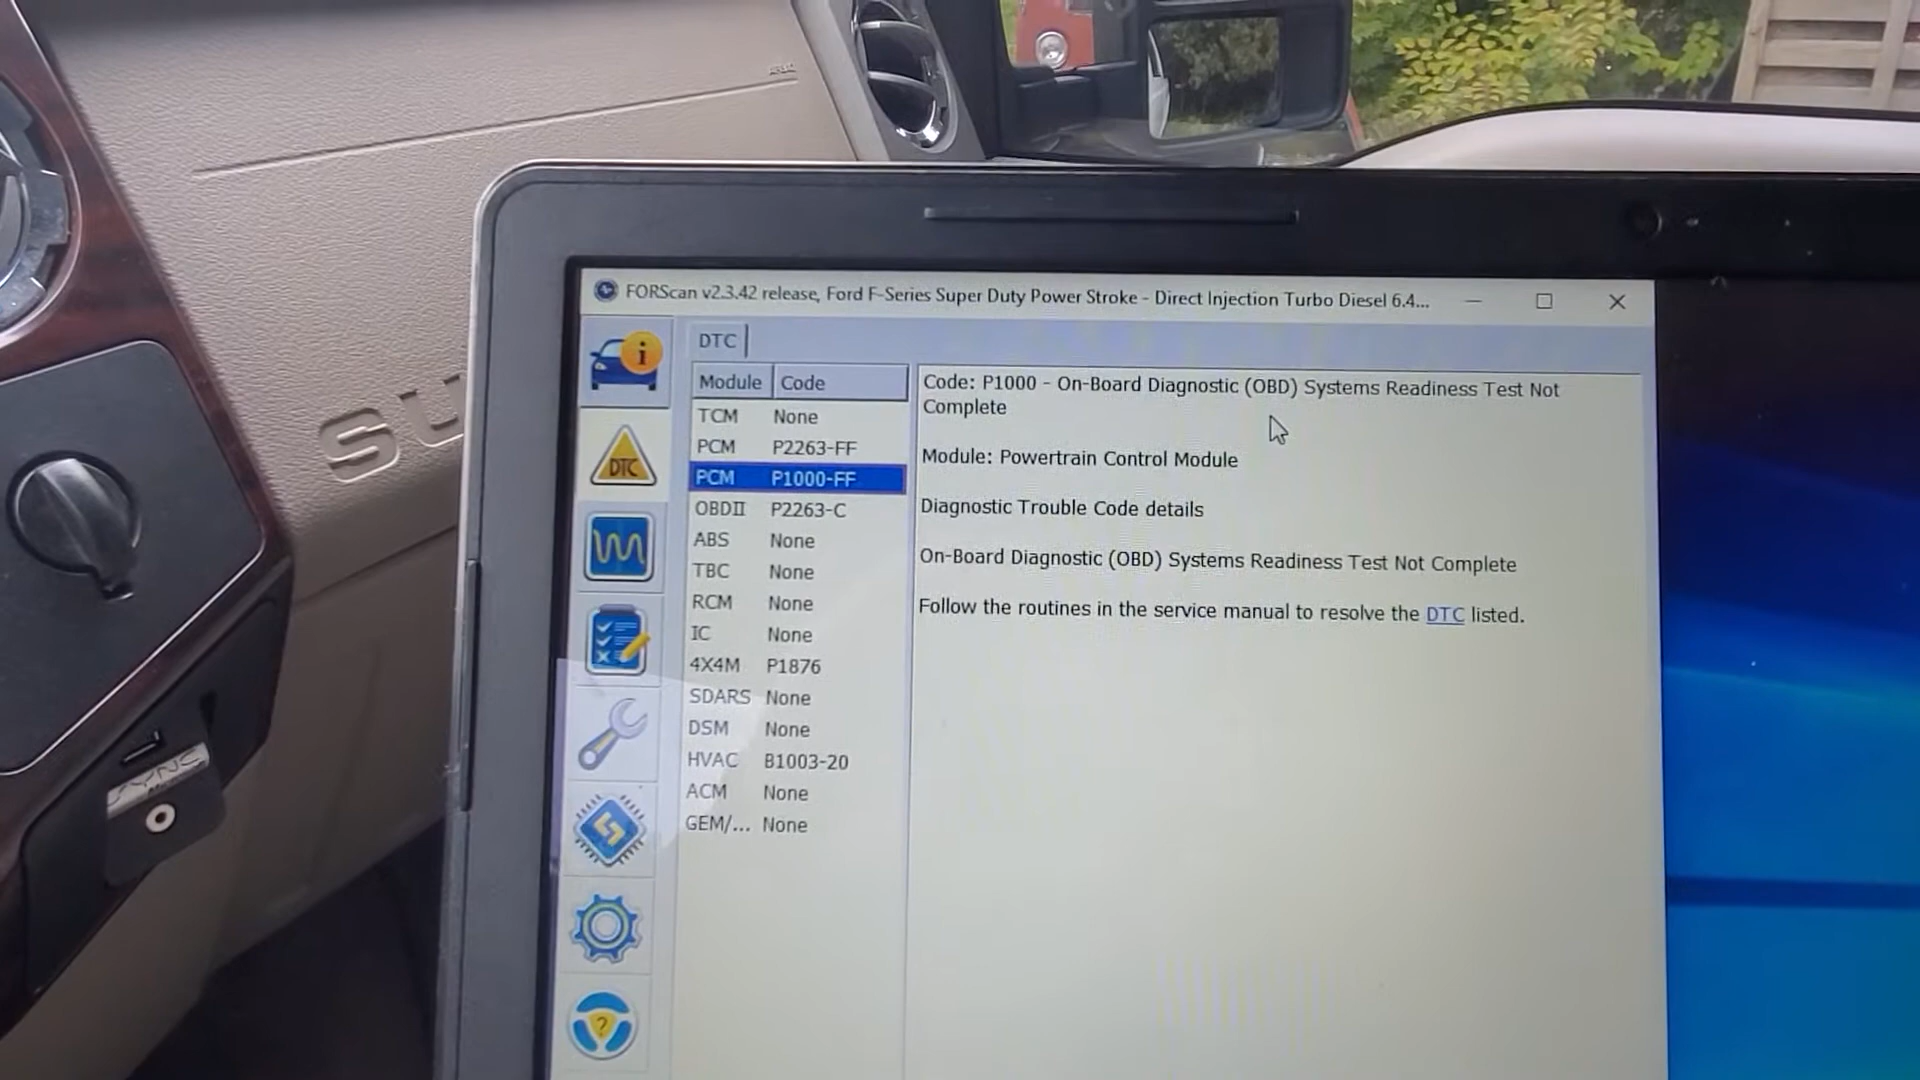 AIRBAG
SU
SYNC
FORScan v2.3.42 release, Ford F-Series Super Duty Power Stroke - Direct Injection Turbo Diesel 6.4...
DTC
Module Code
TCM None
PCM P2263-FF
PCM P1000-FF
OBDII P2263-C
ABS None
TBC None
RCM None
IC None
4X4M P1876
SDARS None
DSM None
HVAC B1003-20
ACM None
GEM/... None
Code: P1000 - On-Board Diagnostic (OBD) Systems Readiness Test Not
Complete
Module: Powertrain Control Module
Diagnostic Trouble Code details
On-Board Diagnostic (OBD) Systems Readiness Test Not Complete
Follow the routines in the service manual to resolve the DTC listed.
i
DTC
?